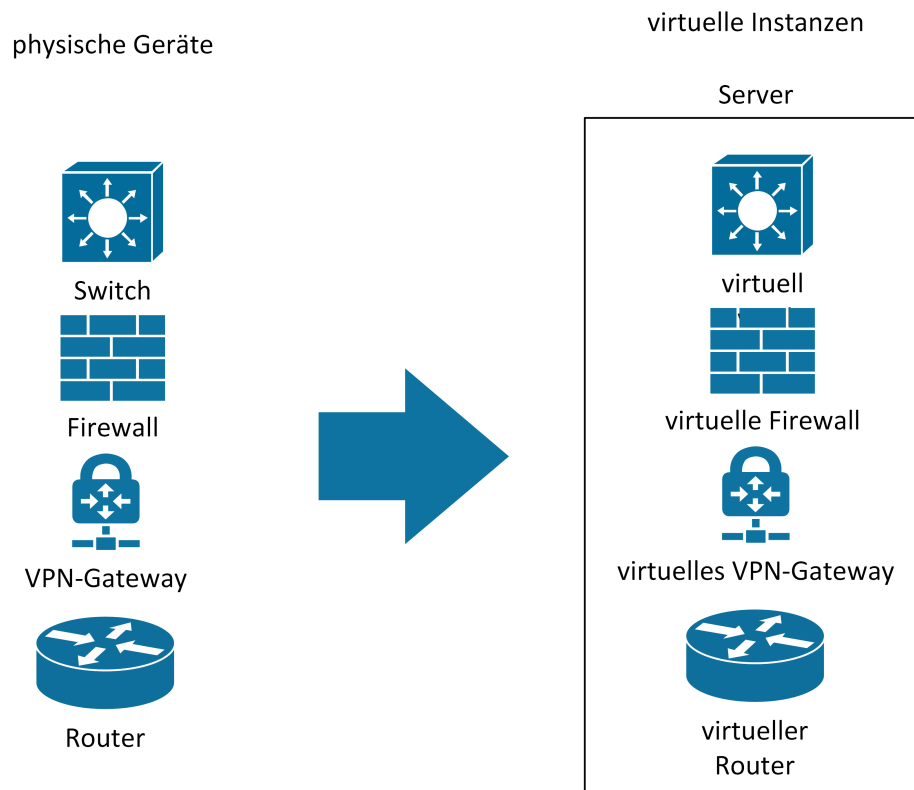 physische Geräte
Switch
Firewall
VPN-Gateway
Router
virtuelle Instanzen
Server
virtuell
virtuelle Firewall
virtuelles VPN-Gateway
virtueller
Router